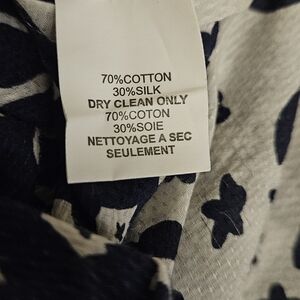 70%COTTON
30%SILK
DRY CLEAN ONLY
70%COTON
30%SOIE
NETTOYAGE A SEC
SEULEMENT